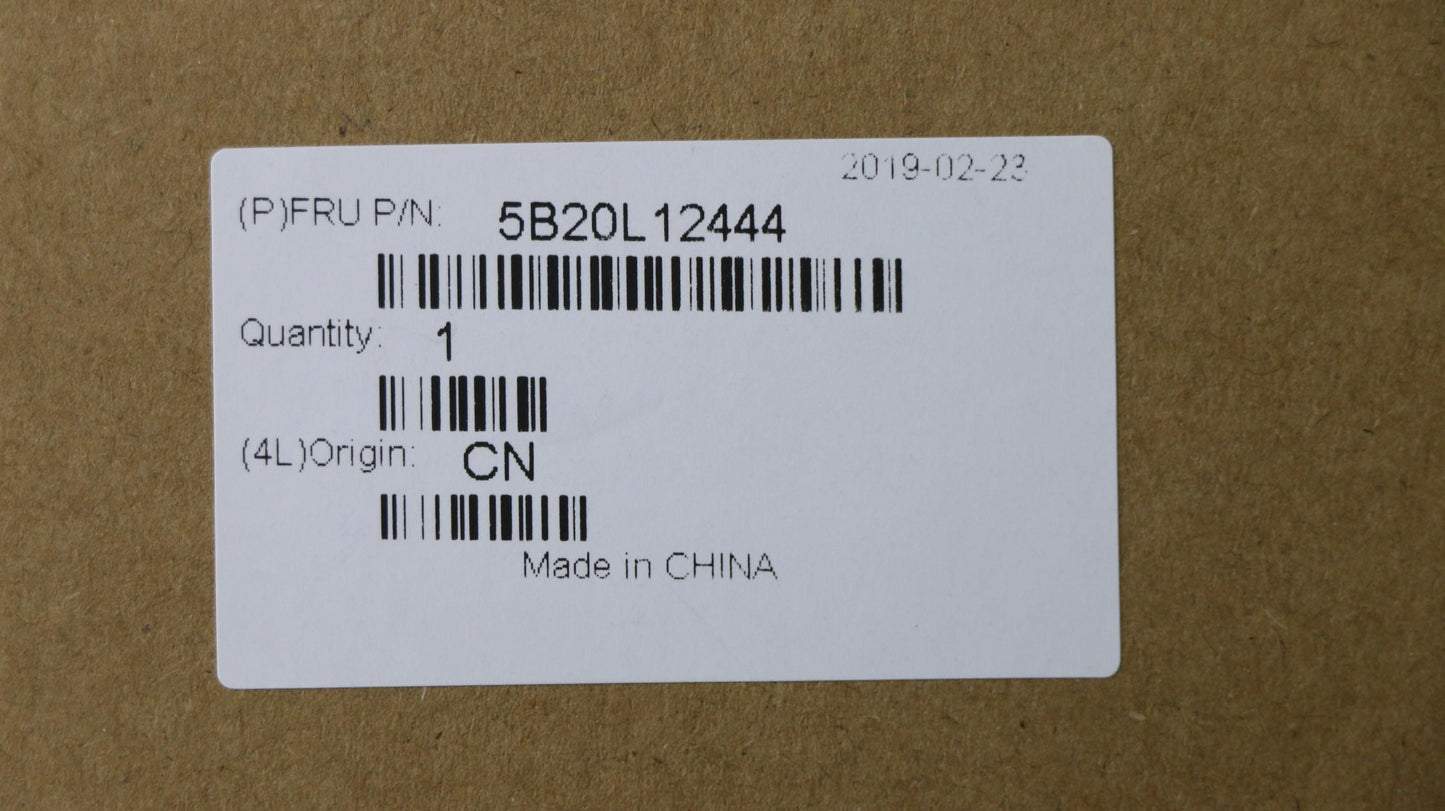 2019-02-23
(P)FRU P/N: 5B20L12444
Quantity: 1
(4L)Origin: CN
Made in CHINA